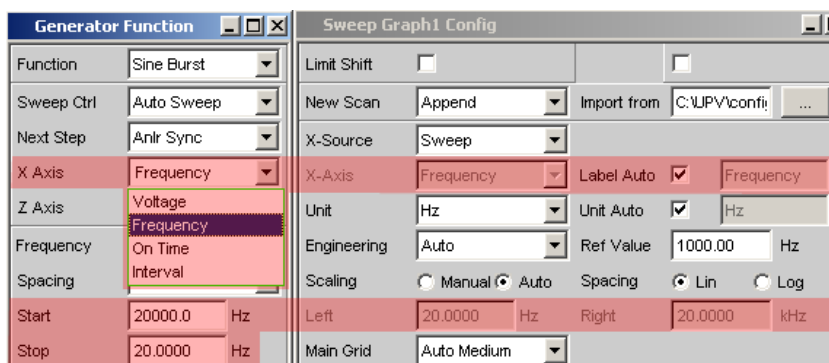 Generator Function
Function Sine Burst
Sweep Ctrl Auto Sweep
Next Step Anlr Sync
X Axis Frequency
Z Axis
Voltage
Frequency
On Time
Interval
Frequency
Spacing
Start 20000.0 Hz
Stop 20.0000 Hz
Sweep Graph1 Config
Limit Shift
New Scan Append Import from C:\UPV\config ...
X-Source Sweep
X-Axis Frequency Label Auto Frequency
Unit Hz Unit Auto Hz
Engineering Auto Ref Value 1000.00 Hz
Scaling Manual Auto Spacing Lin Log
Left 20.0000 Hz Right 20.0000 kHz
Main Grid Auto Medium